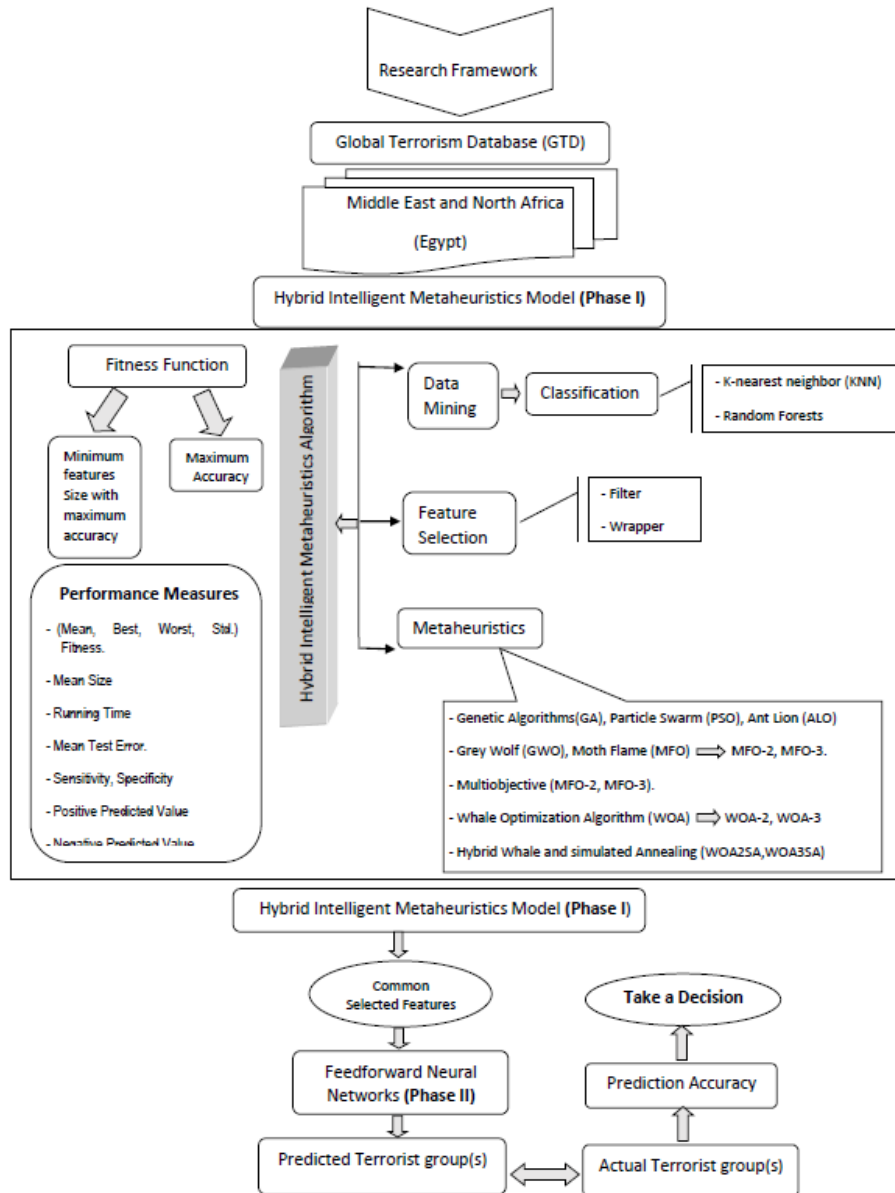 Research Framework
Global Terrorism Database (GTD)
Middle East and North Africa
(Egypt)
Hybrid Intelligent Metaheuristics Model (Phase I)
Fitness Function
Minimum
features
Size with
maximum
accuracy
Maximum
Accuracy
Performance Measures
- (Mean, Best, Worst, Std.)
Fitness.
- Mean Size
- Running Time
- Mean Test Error.
- Sensitivity, Specificity
- Positive Predicted Value
- Negative Predicted Value
Hybrid Intelligent Metaheuristics Algorithm
Data
Mining
Classification
- K-nearest neighbor (KNN)
- Random Forests
Feature
Selection
- Filter
- Wrapper
Metaheuristics
- Genetic Algorithms(GA), Particle Swarm (PSO), Ant Lion (ALO)
- Grey Wolf (GWO), Moth Flame (MFO) ⇨ MFO-2, MFO-3.
- Multiobjective (MFO-2, MFO-3).
- Whale Optimization Algorithm (WOA) ⇨ WOA-2, WOA-3
- Hybrid Whale and simulated Annealing (WOA2SA,WOA3SA)
Hybrid Intelligent Metaheuristics Model (Phase I)
Common
Selected Features
Feedforward Neural
Networks (Phase II)
Predicted Terrorist group(s)
Take a Decision
Prediction Accuracy
Actual Terrorist group(s)